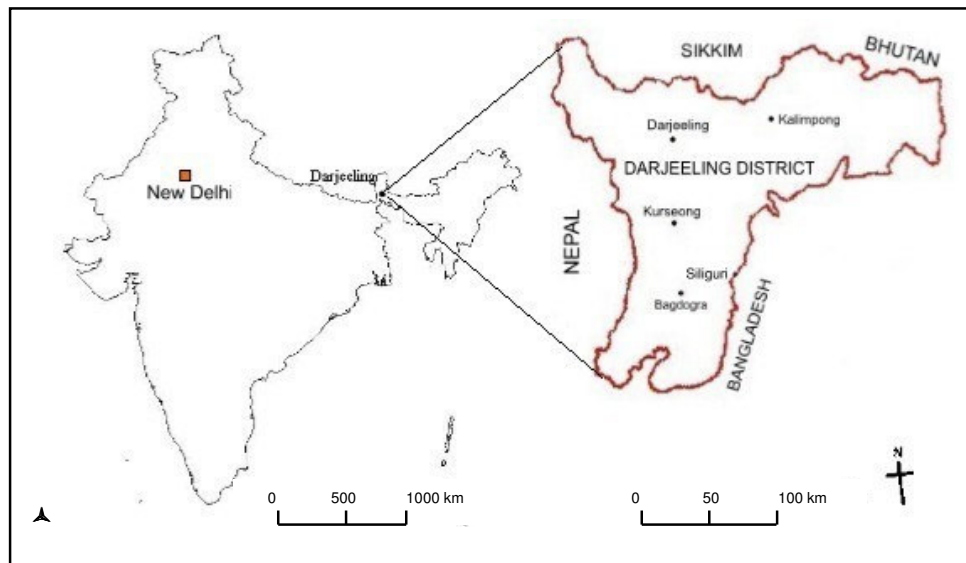 SIKKIM
BHUTAN
Darjeeling
Kalimpong
DARJEELING DISTRICT
Darjeeling
New Delhi
Kurseong
NEPAL
Siliguri
Bagdogra
BANGLADESH
N
0 500 1000 km
0 50 100 km